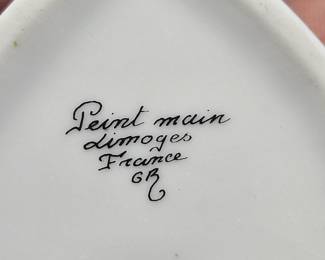 Peint main
Limoges
France
GR